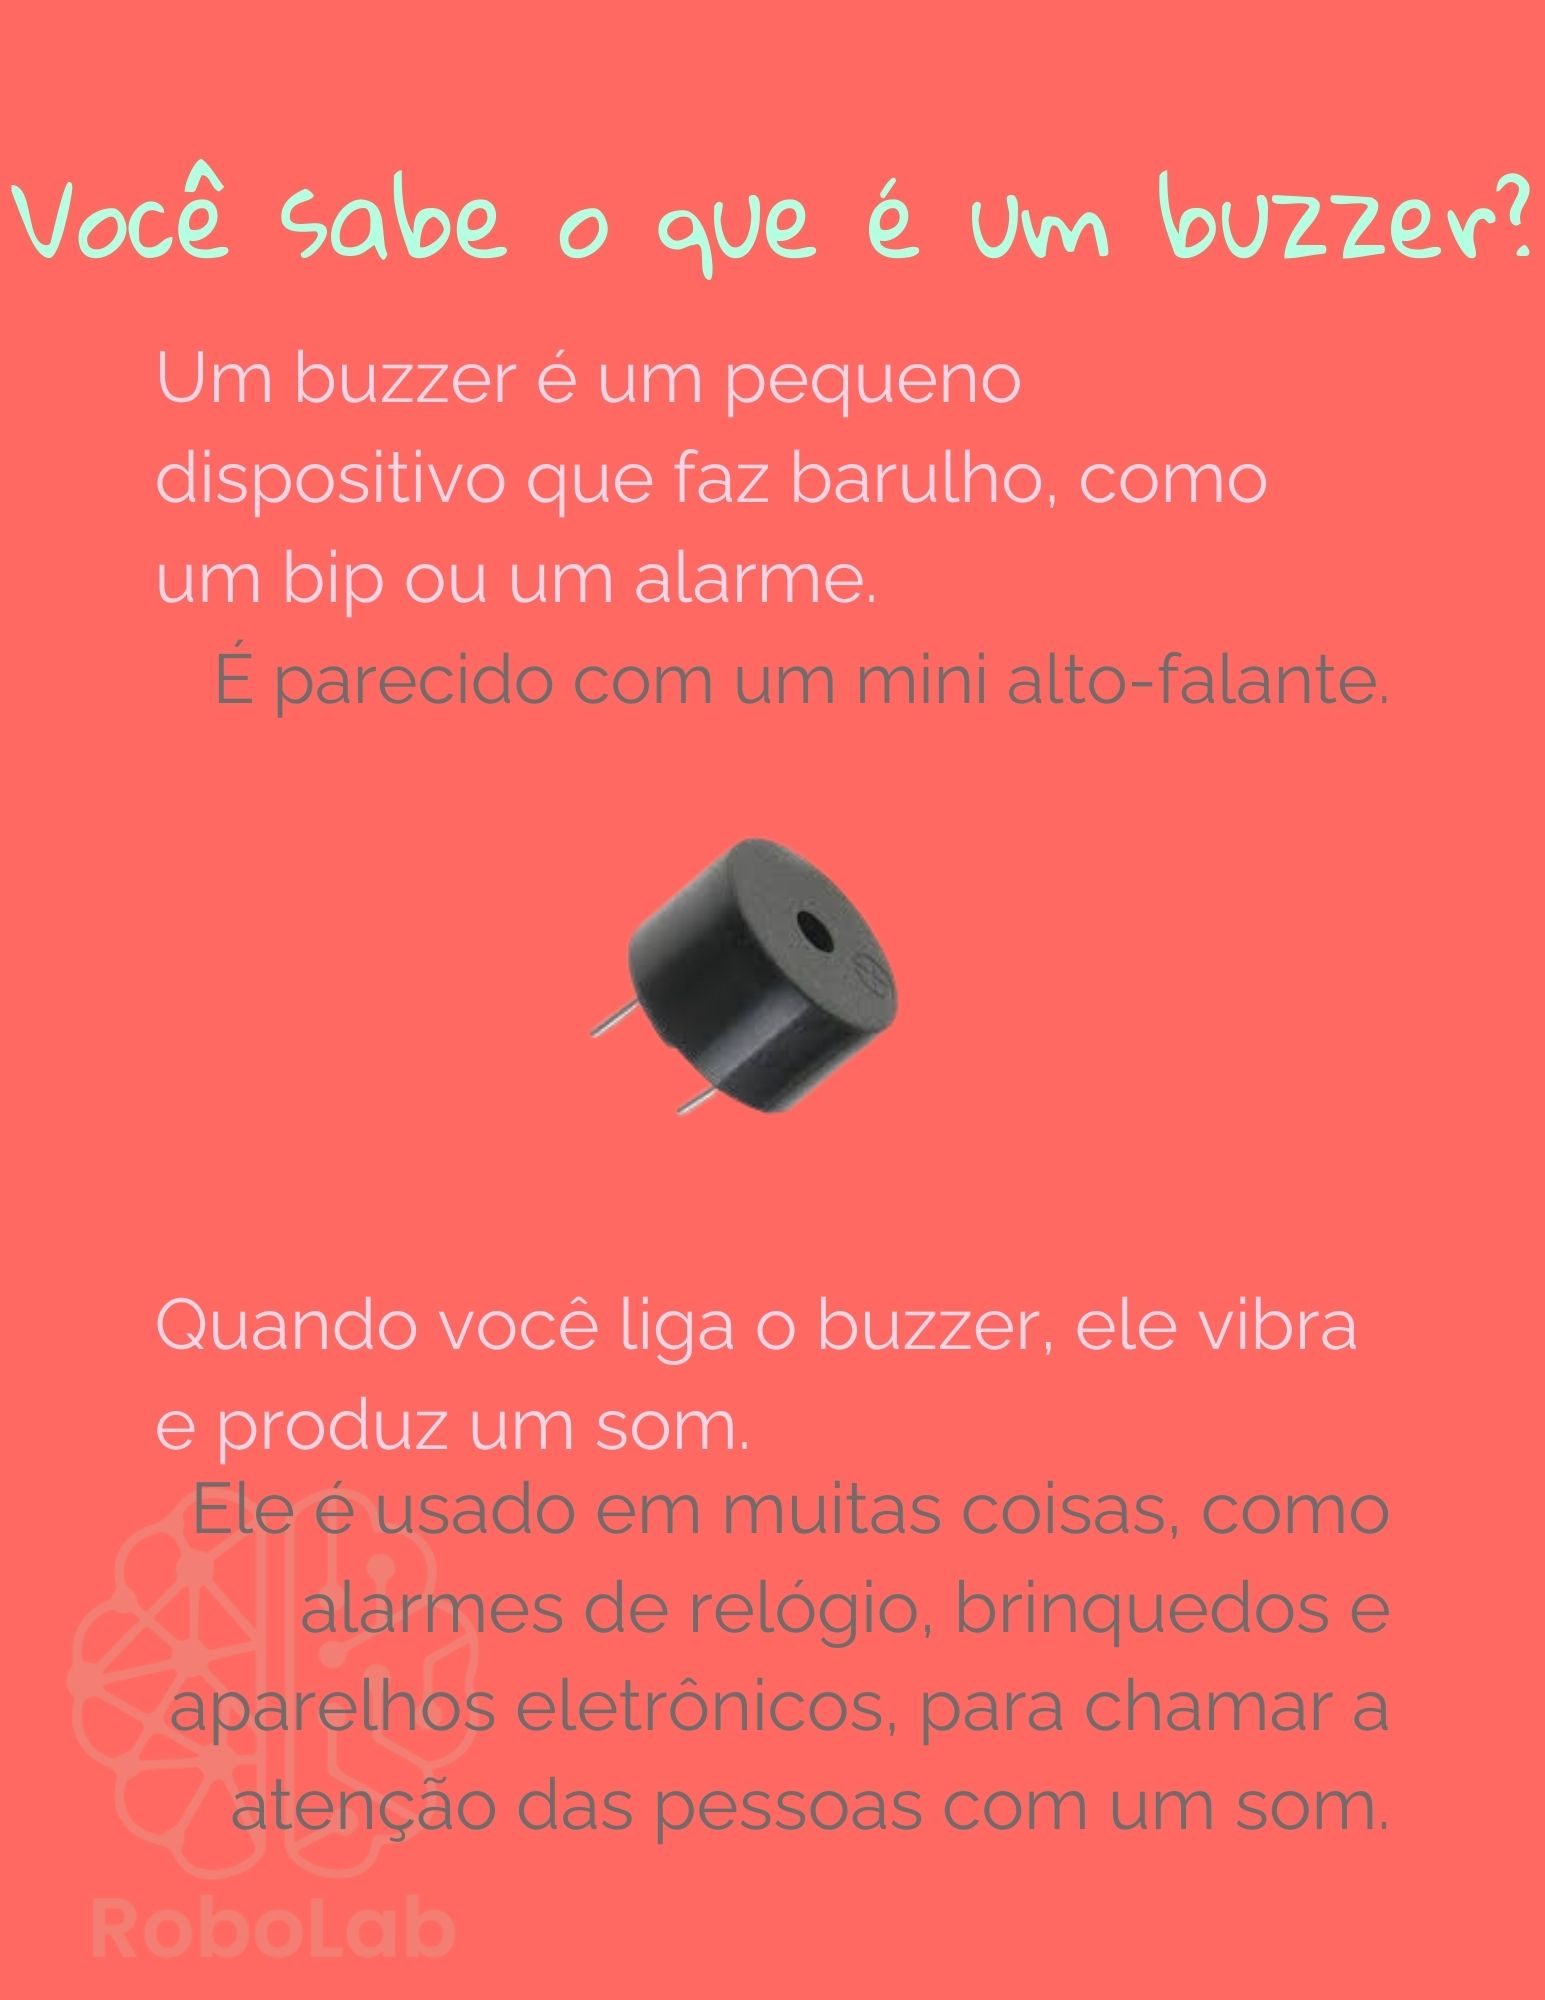 Você sabe o que é um buzzer?
Um buzzer é um pequeno
dispositivo que faz barulho, como
um bip ou um alarme.
É parecido com um mini alto-falante.
Quando você liga o buzzer, ele vibra
e produz um som.
Ele é usado em muitas coisas, como
alarmes de relógio, brinquedos e
aparelhos eletrônicos, para chamar a
atenção das pessoas com um som.
RoboLab